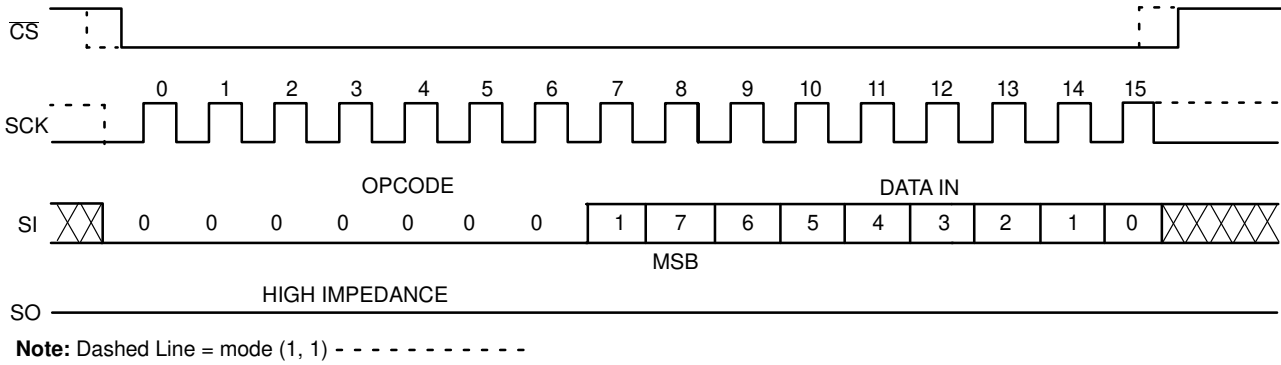 CS
0 1 2 3 4 5 6 7 8 9 10 11 12 13 14 15
SCK
OPCODE DATA IN
SI 0 0 0 0 0 0 0 1 7 6 5 4 3 2 1 0
MSB
HIGH IMPEDANCE
SO
Note: Dashed Line = mode (1, 1) - - - - - - - - - - - -